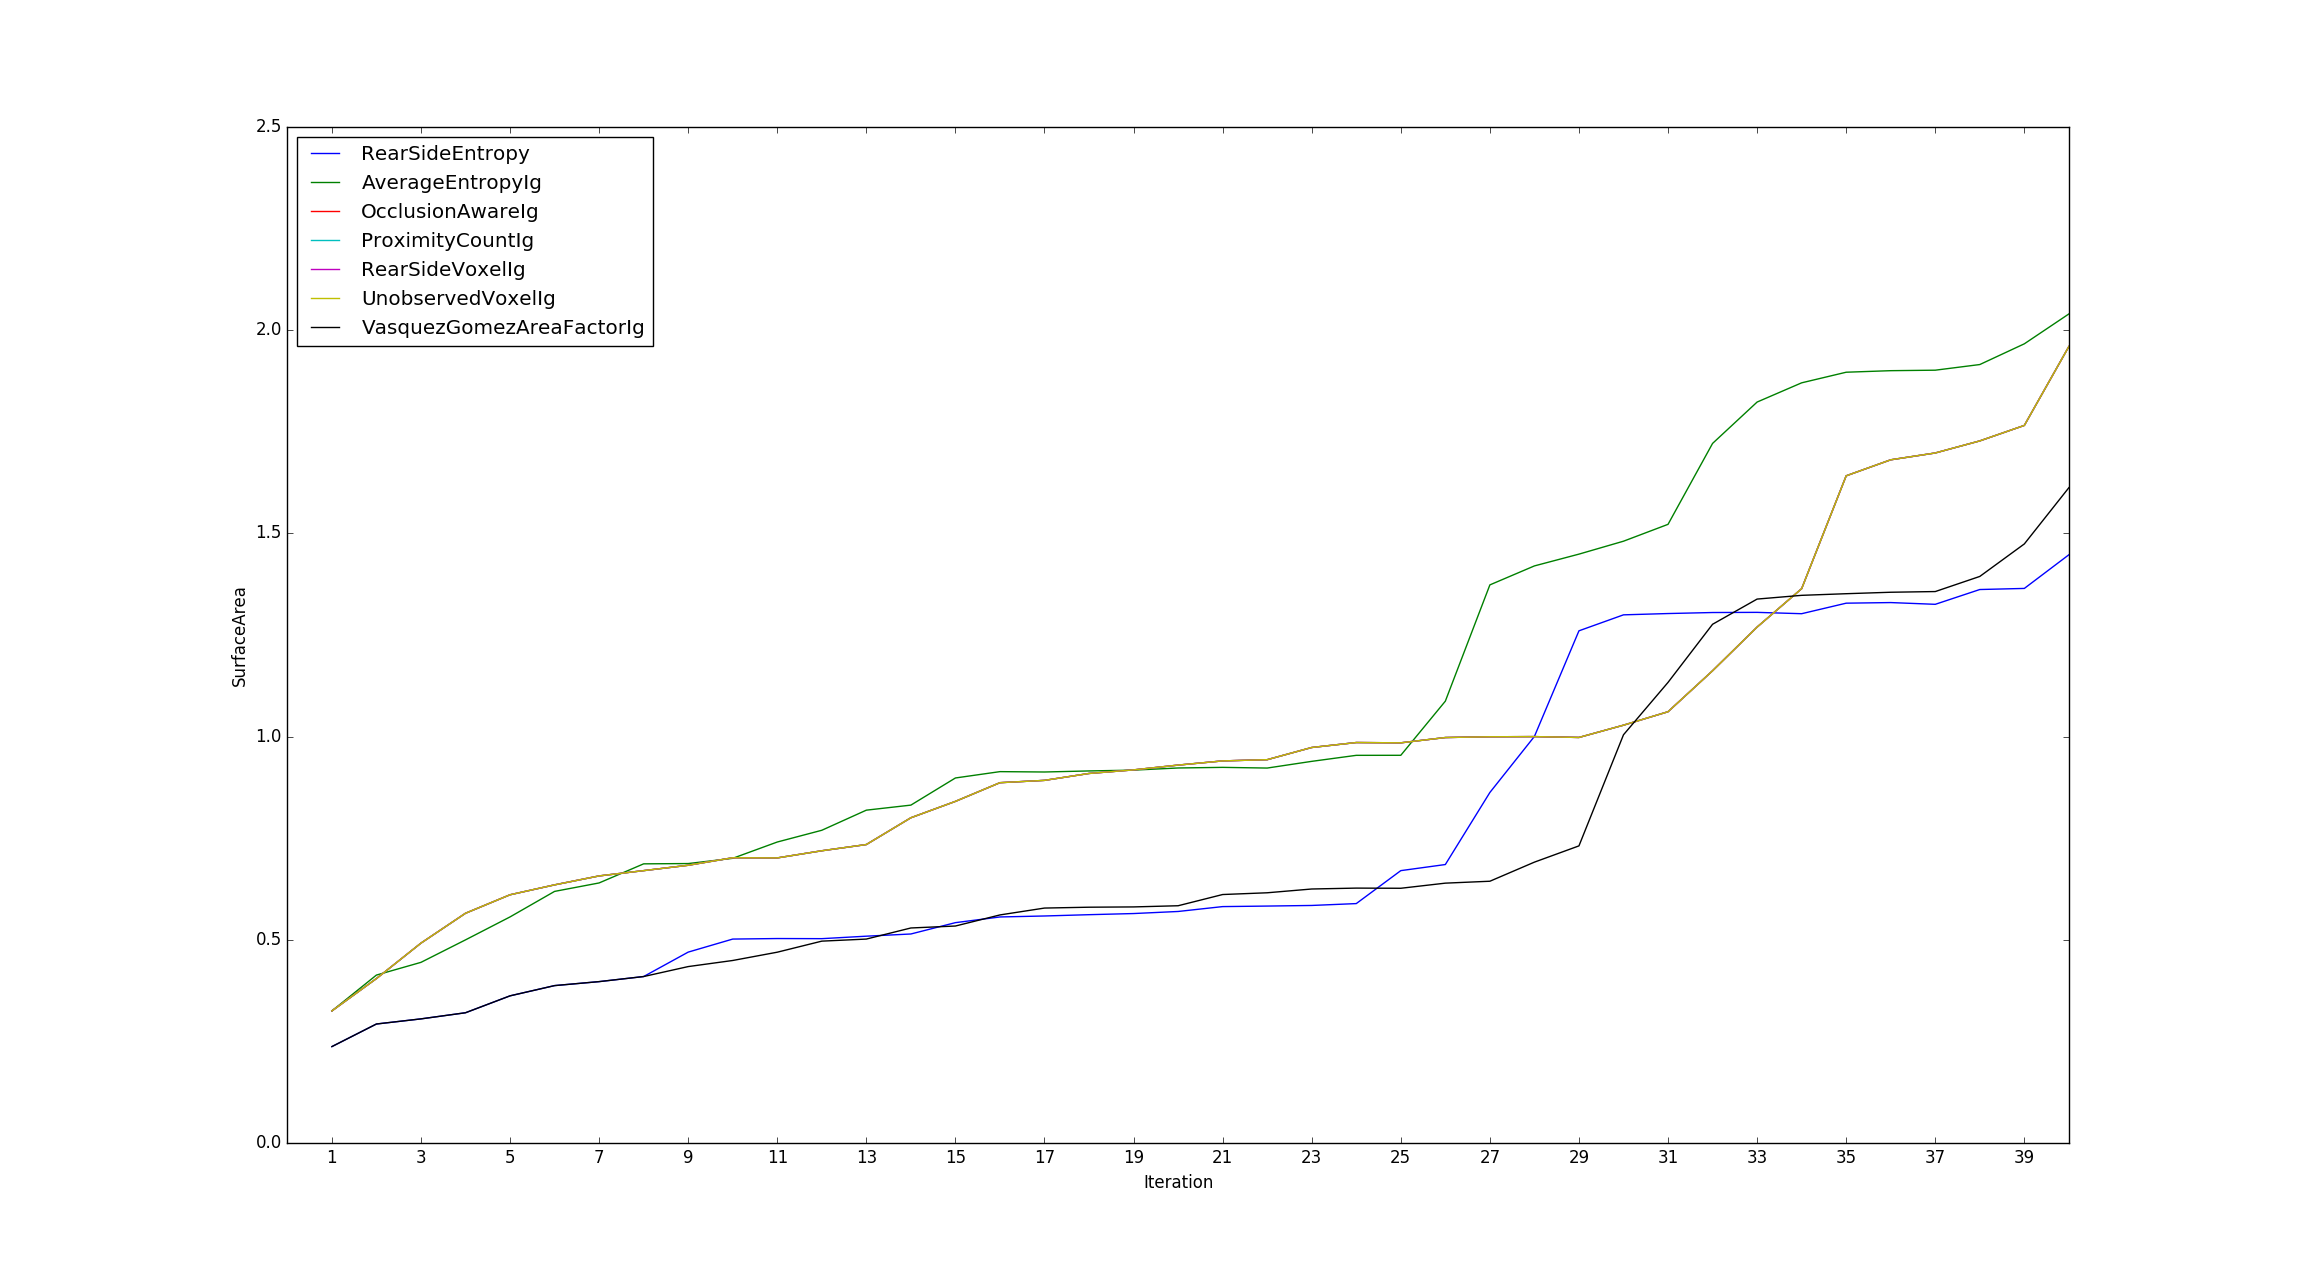 2.5
RearSideEntropy
AverageEntropyIg
OcclusionAwareIg
ProximityCountIg
RearSideVoxelIg
UnobservedVoxelIg
VasquezGomezAreaFactorIg
2.0
1.5
SurfaceArea
1.0
0.5
0.0
1 3 5 7 9 11 13 15 17 19 21 23 25 27 29 31 33 35 37 39
Iteration